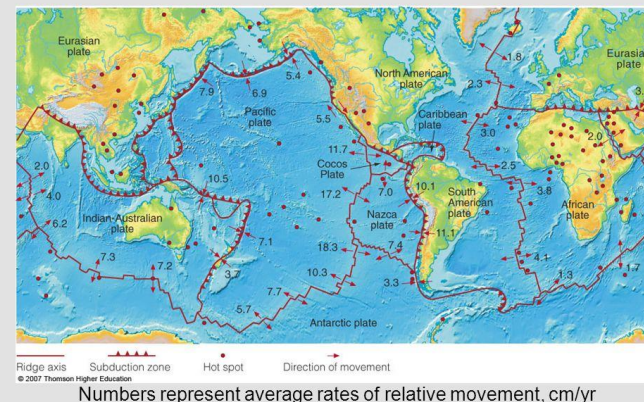 Eurasian
plate
North American
plate
Eurasia
plate
Pacific
plate
Caribbean
plate
Cocos
Plate
Nazca
plate
South
American
plate
African
plate
Indian-Australian
plate
Antarctic plate
7.9
6.9
5.4
5.5
2.3
1.8
3.0
2.0
2.5
3.8
11.7
17.2
7.0
10.1
10.5
2.0
4.0
6.2
7.3
7.2
7.1
3.7
18.3
7.4
11.1
10.3
3.3
7.7
5.7
4.1
1.3
1.7
3.
Ridge axis
Subduction zone
Hot spot
Direction of movement
© 2007 Thomson Higher Education
Numbers represent average rates of relative movement, cm/yr